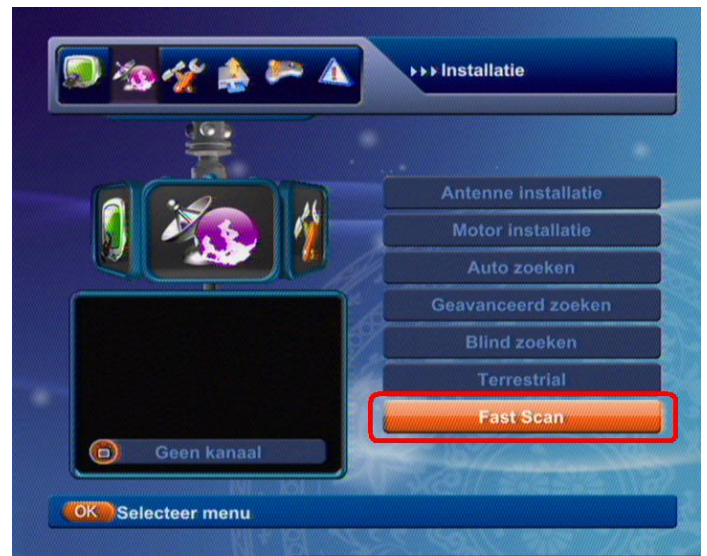 ▸▸▸ Installatie
Antenne installatie
Motor installatie
Auto zoeken
Geavanceerd zoeken
Blind zoeken
Terrestrial
Fast Scan
Geen kanaal
OK Selecteer menu